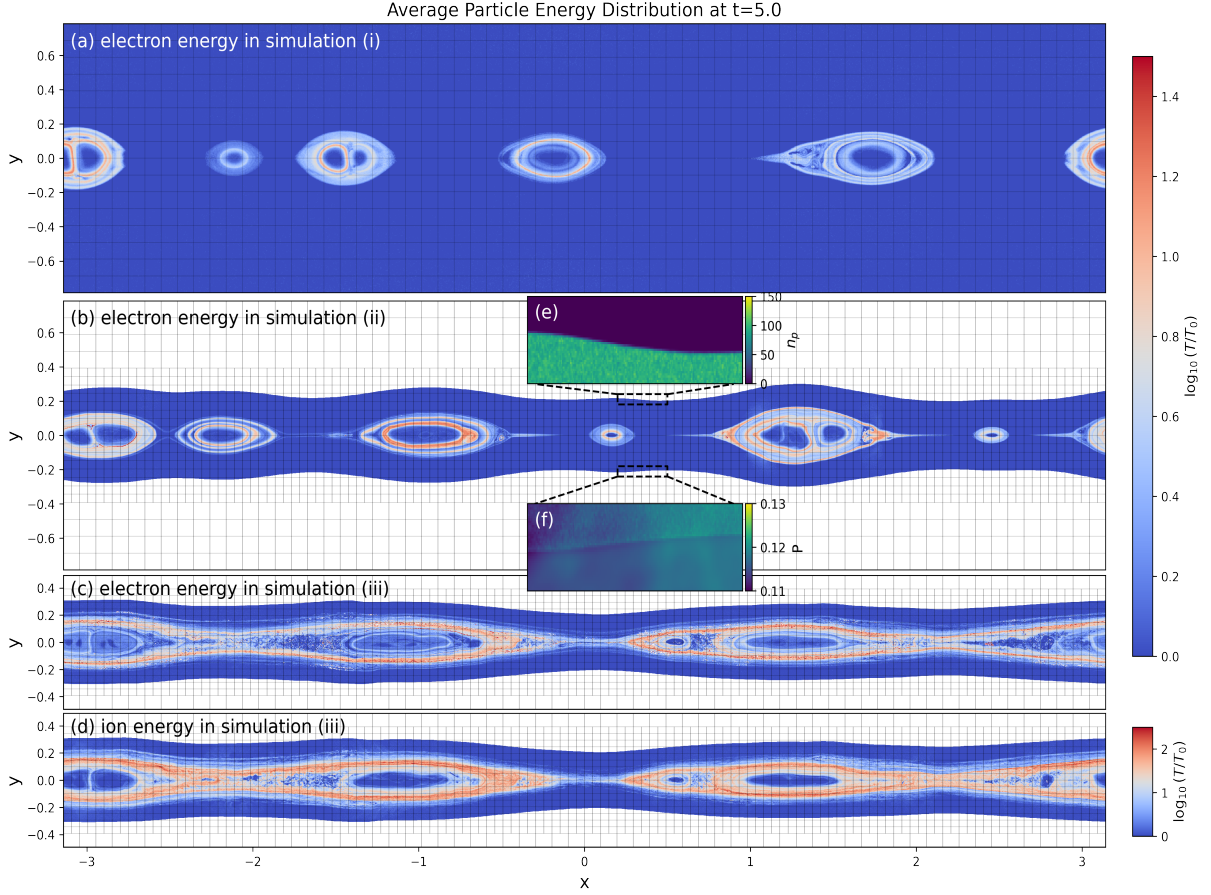 Average Particle Energy Distribution at t=5.0
(a) electron energy in simulation (i)
0.6
0.4
0.2
0.0
−0.2
−0.4
−0.6
y
(b) electron energy in simulation (ii)
0.6
0.4
0.2
0.0
−0.2
−0.4
−0.6
y
(e)
150
100
50
0
n_p
(f)
0.13
0.12
0.11
P
(c) electron energy in simulation (iii)
0.4
0.2
0.0
−0.2
−0.4
y
(d) ion energy in simulation (iii)
0.4
0.2
0.0
−0.2
−0.4
y
−3 −2 −1 0 1 2 3
x
1.4
1.2
1.0
0.8
0.6
0.4
0.2
0.0
log₁₀ (T/T₀)
2
1
0
log₁₀ (T/T₀)